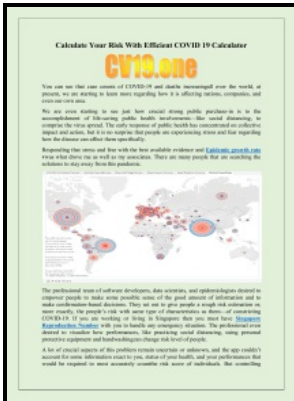 Calculate Your Risk With Efficient COVID 19 Calculator
CV19.one
You can see that case counts of COVID-19 and deaths increasingall over the world, at
present, we are starting to learn more regarding how it is affecting nations, companies, and
even our own area.
We are even starting to see just how crucial strong public purchase-in is to the
accomplishment of life-saving public health involvements—like social distancing, to
comprise the virus spread. The early response of public health has concentrated on collective
impact and action, but it is no surprise that people are experiencing stress and fear regarding
how the disease can affect them specifically.
Responding that stress and fear with the best available evidence and Epidemic growth rate
virus what drove me as well as my associates. There are many people that are searching the
solutions to stay away from this pandemic.
The professional team of software developers, data scientists, and epidemiologists desired to
empower people to make some possible sense of the good amount of information and to
make confirmation-based decisions. They set out to give people a rough risk estimation or,
more exactly, the people's risk with some type of characteristics as them—of constraining
COVID-19. If you are working or living in Singapore then you must have Singapore
Reproduction Number with you to handle any emergency situation. The professional even
desired to visualize how performances, like practising social distancing, using personal
protective equipment and handwashingcan change risk level of people.
A lot of crucial aspects of this problem remain uncertain or unknown, and the app couldn't
account for some information exact to you, status of your health, and your performances that
would be required to most accurately examine risk score of individuals. But controlling